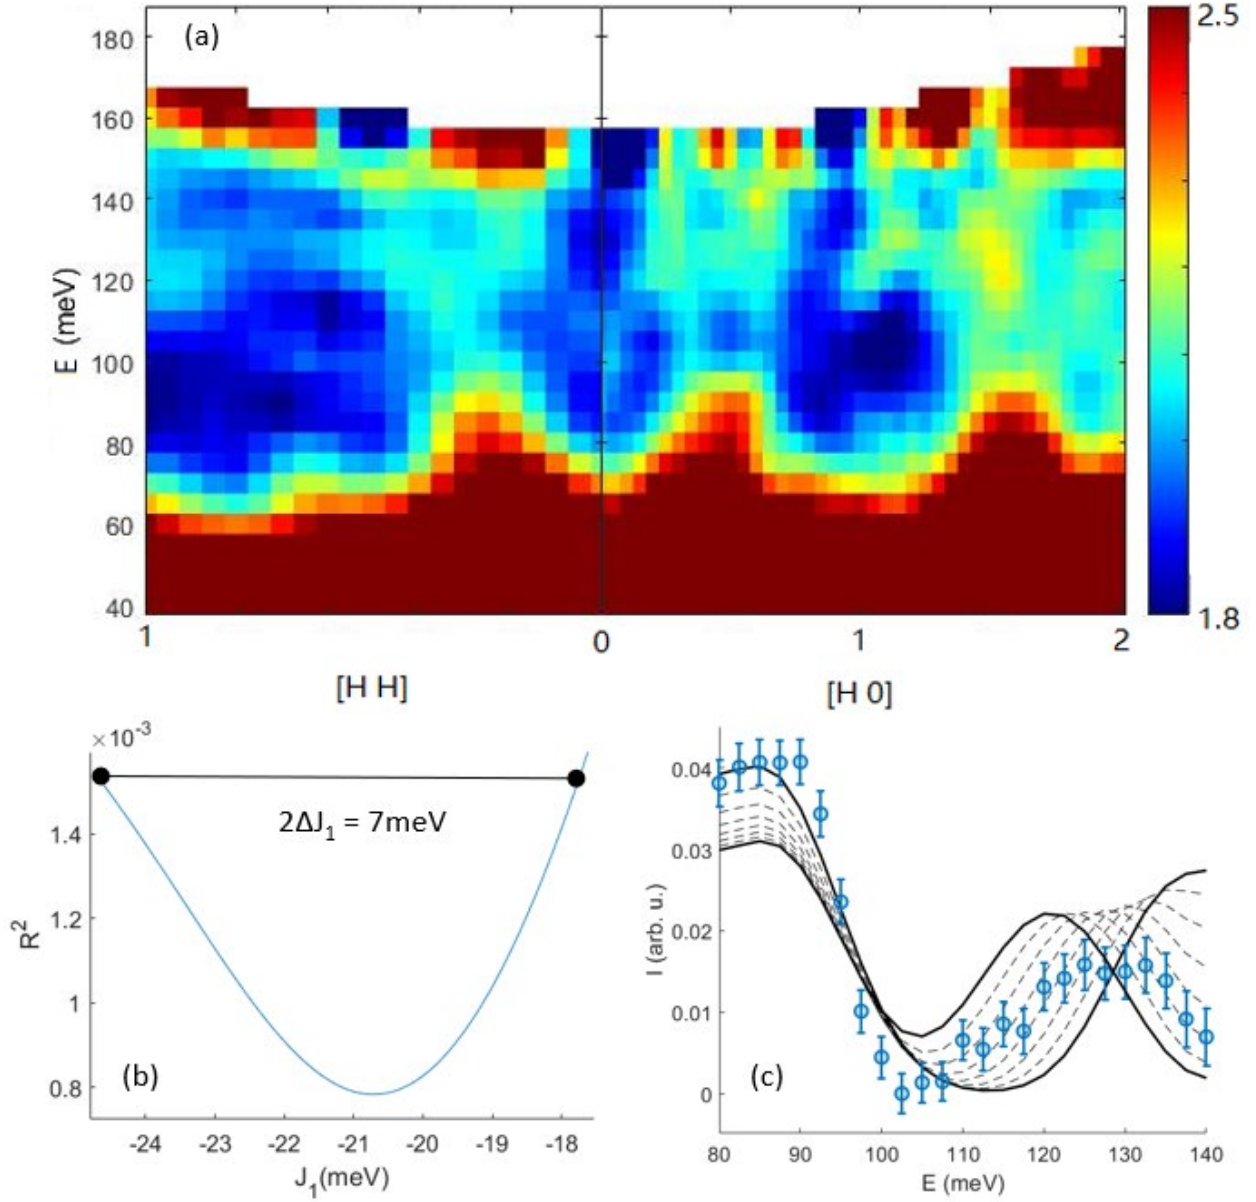 (a)
180
160
140
120
100
80
60
40
E (meV)
2.5
1.8
1 0 1 2
[H H] [H 0]
×10⁻³
1.4
1.2
1
0.8
R²
2ΔJ₁ = 7meV
(b)
-24 -23 -22 -21 -20 -19 -18
J₁(meV)
0.04
0.03
0.02
0.01
0
I (arb. u.)
(c)
80 90 100 110 120 130 140
E (meV)